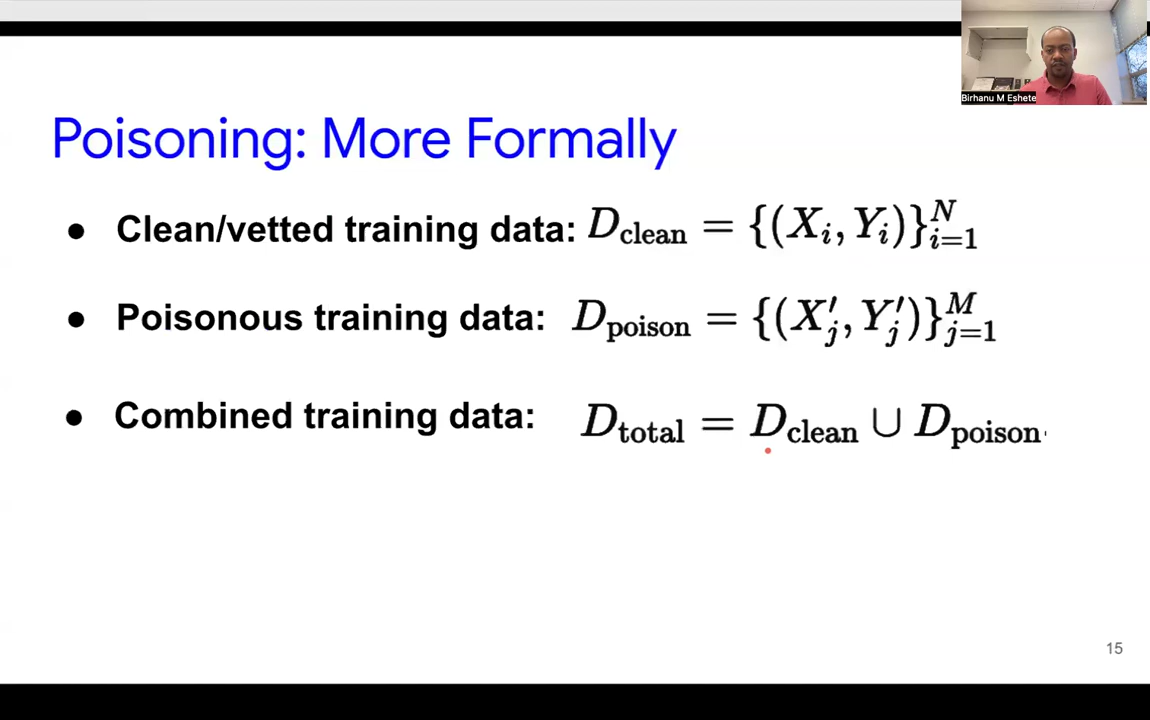 Birhanu M Eshete
Poisoning: More Formally
● Clean/vetted training data: D_clean = {(X_i, Y_i)}_{i=1}^N
● Poisonous training data: D_poison = {(X'_j, Y'_j)}_{j=1}^M
● Combined training data: D_total = D_clean ∪ D_poison.
15